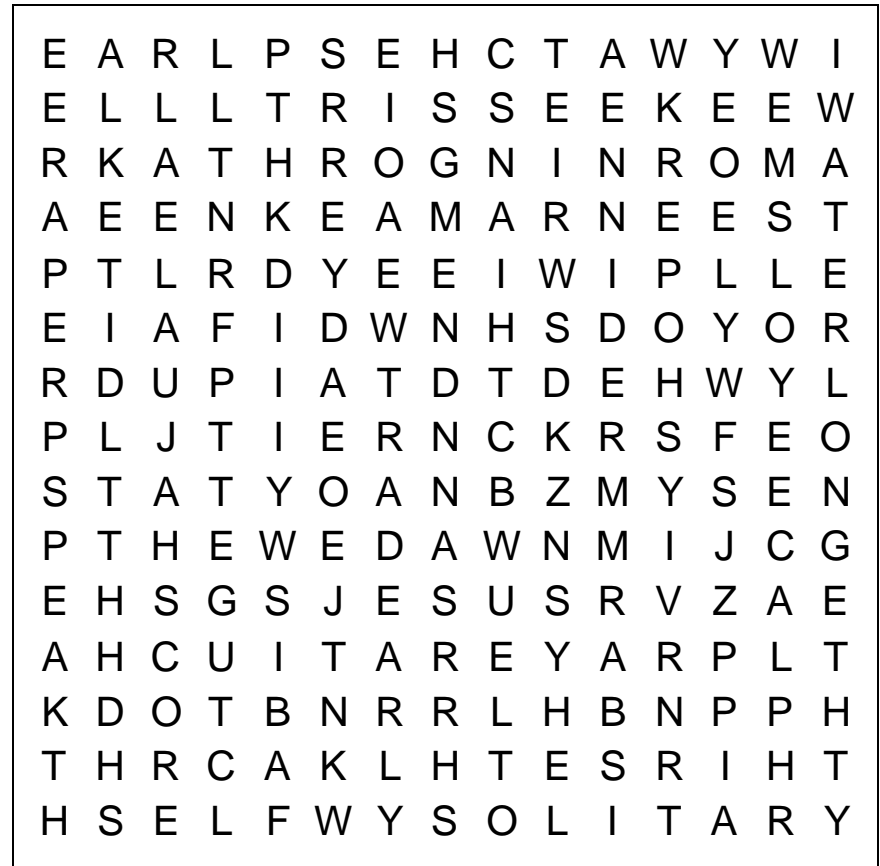 E A R L P S E H C T A W Y W I
E L L L T R I S S E E K E E W
R K A T H R O G N I N R O M A
A E E N K E A M A R N E E S T
P T L R D Y E E I W I P L L E
E I A F I D W N H S D O Y O R
R D U P I A T D T D E H W Y L
P L J T I E R N C K R S F E O
S T A T Y O A N B Z M Y S E N
P T H E W E D A W N M I J C G
E H S G S J E S U S R V Z A E
A H C U I T A R E Y A R P L T
K D O T B N R R L H B N P P H
T H R C A K L H T E S R I H T
H S E L F W Y S O L I T A R Y